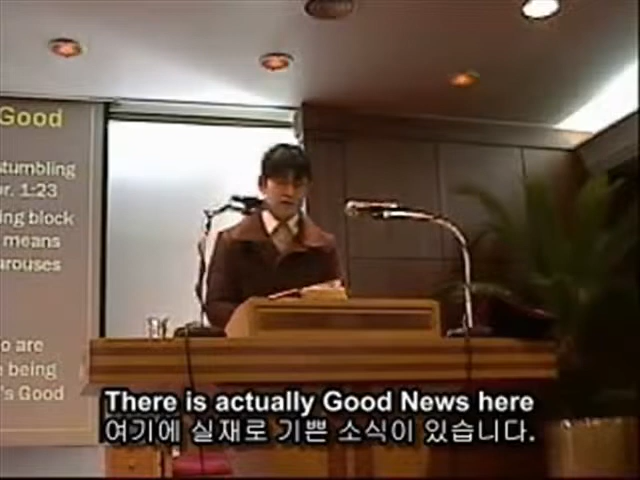 Good
stumbling
or. 1:23
ing block
means
arouses
o are
being
's Good
There is actually Good News here
여기에 실재로 기쁜 소식이 있습니다.